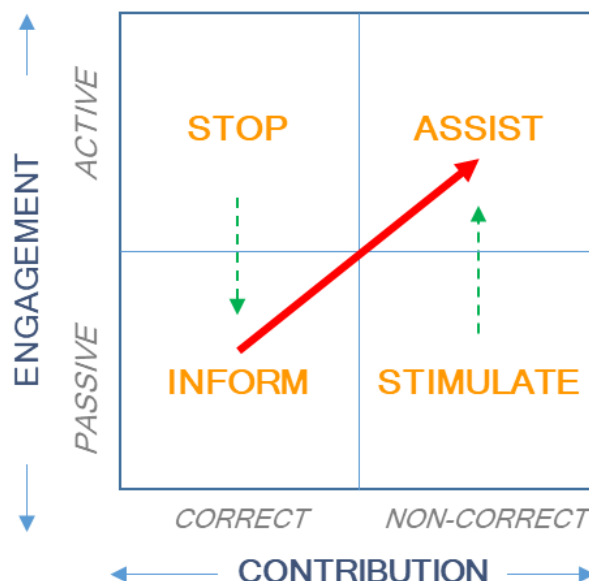 ENGAGEMENT
ACTIVE
PASSIVE
STOP
ASSIST
INFORM
STIMULATE
CORRECT
NON-CORRECT
CONTRIBUTION